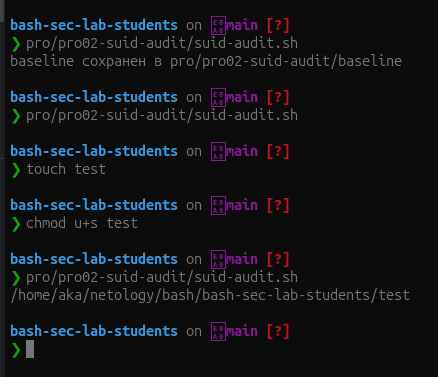 bash-sec-lab-students on main [?]
❯ pro/pro02-suid-audit/suid-audit.sh
baseline сохранен в pro/pro02-suid-audit/baseline
bash-sec-lab-students on main [?]
❯ pro/pro02-suid-audit/suid-audit.sh
bash-sec-lab-students on main [?]
❯ touch test
bash-sec-lab-students on main [?]
❯ chmod u+s test
bash-sec-lab-students on main [?]
❯ pro/pro02-suid-audit/suid-audit.sh
/home/aka/netology/bash/bash-sec-lab-students/test
bash-sec-lab-students on main [?]
❯